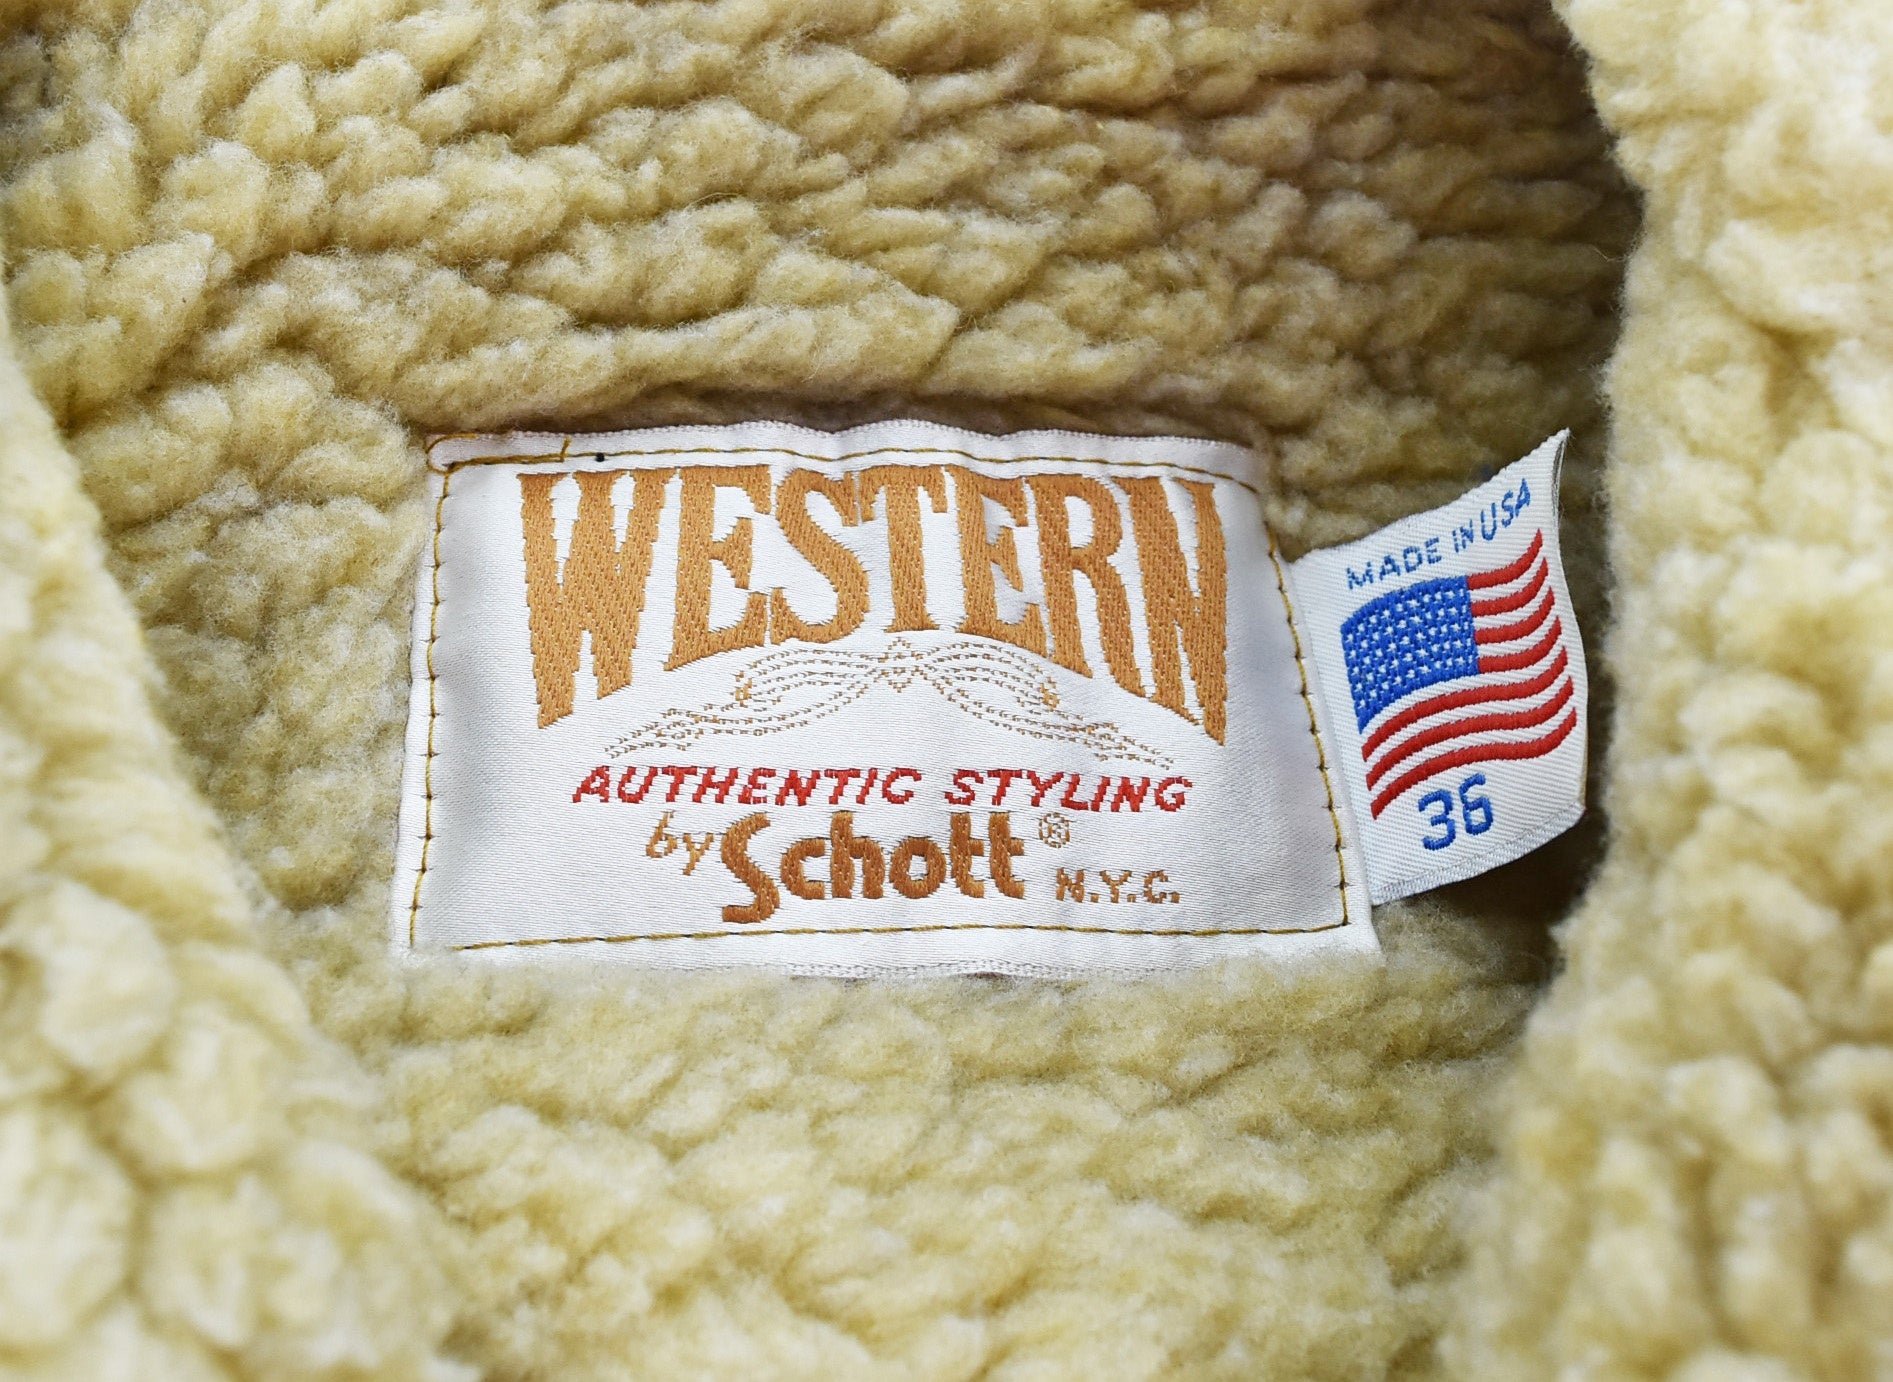 WESTERN
AUTHENTIC STYLING
by Schott® N.Y.C.
MADE IN USA
36